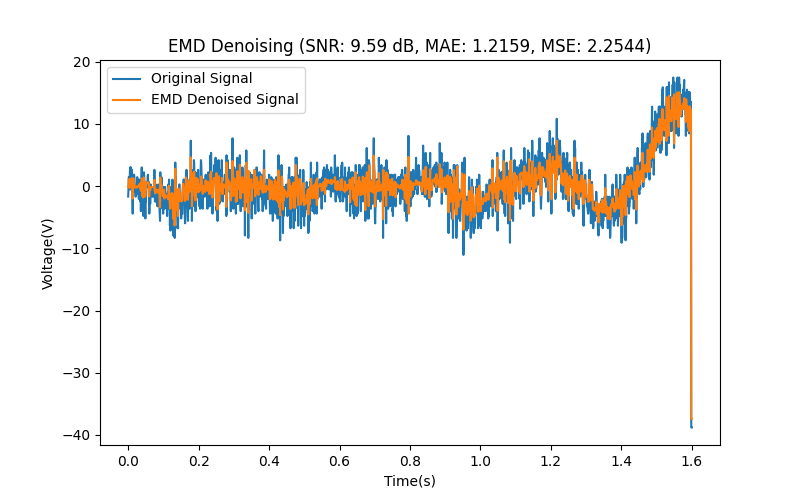 EMD Denoising (SNR: 9.59 dB, MAE: 1.2159, MSE: 2.2544)
Original Signal
EMD Denoised Signal
20
10
0
−10
−20
−30
−40
Voltage(V)
0.0 0.2 0.4 0.6 0.8 1.0 1.2 1.4 1.6
Time(s)